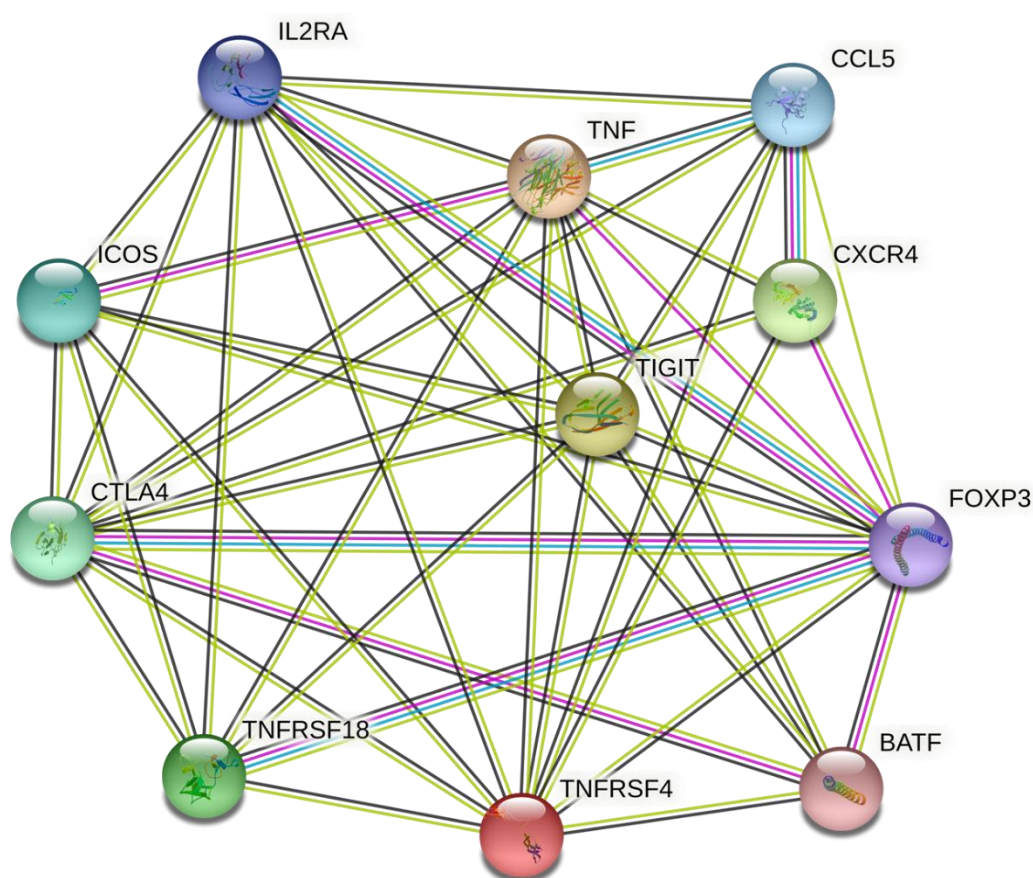 IL2RA
CCL5
TNF
ICOS
CXCR4
TIGIT
CTLA4
FOXP3
TNFRSF18
BATF
TNFRSF4